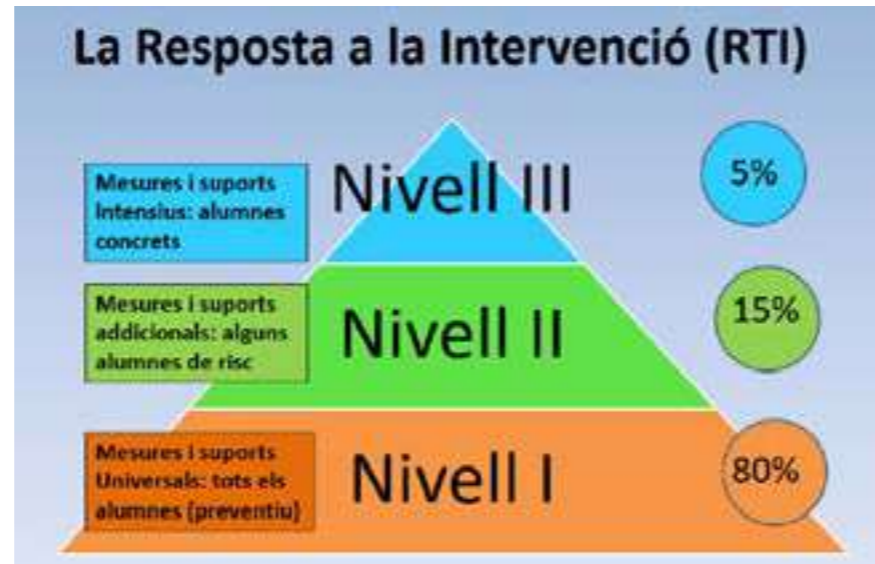 La Resposta a la Intervenció (RTI)
Mesures i suports
Intensius: alumnes
concrets
Nivell III
5%
Mesures i suports
addicionals: alguns
alumnes de risc
Nivell II
15%
Mesures i suports
Universals: tots els
alumnes (preventiu)
Nivell I
80%